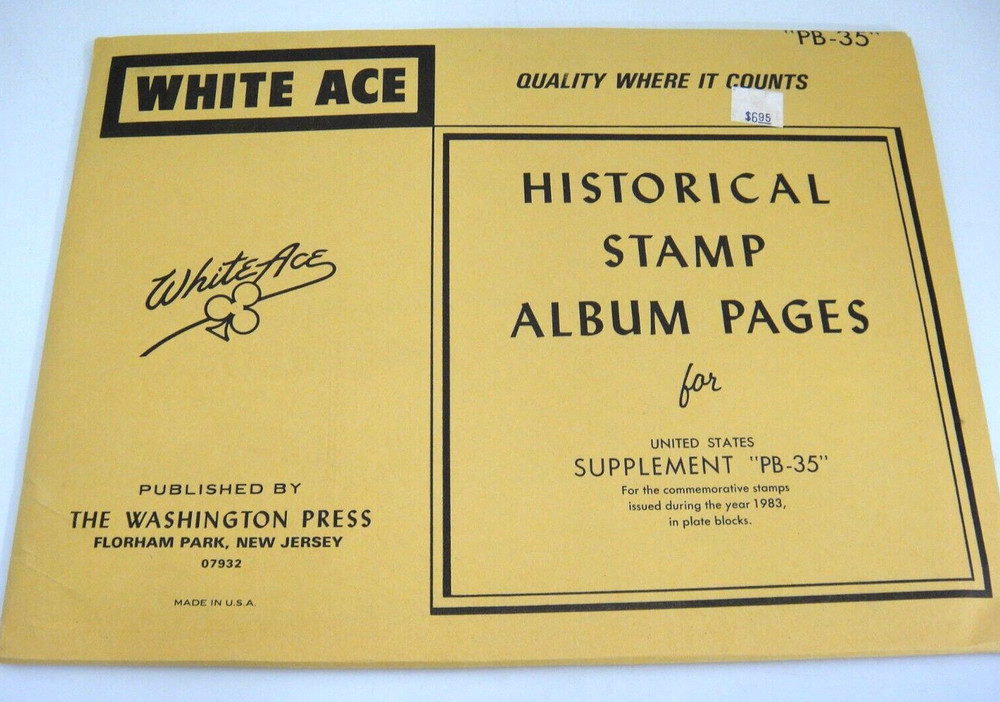 "PB-35"
WHITE ACE
QUALITY WHERE IT COUNTS
$6.95
HISTORICAL
STAMP
ALBUM PAGES
for
UNITED STATES
SUPPLEMENT "PB-35"
For the commemorative stamps
issued during the year 1983,
in plate blocks.
White Ace
PUBLISHED BY
THE WASHINGTON PRESS
FLORHAM PARK, NEW JERSEY
07932
MADE IN U.S.A.